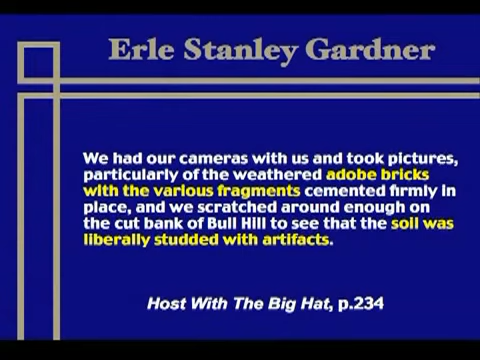 Erle Stanley Gardner
We had our cameras with us and took pictures,
particularly of the weathered adobe bricks
with the various fragments cemented firmly in
place, and we scratched around enough on
the cut bank of Bull Hill to see that the soil was
liberally studded with artifacts.
Host With The Big Hat, p.234